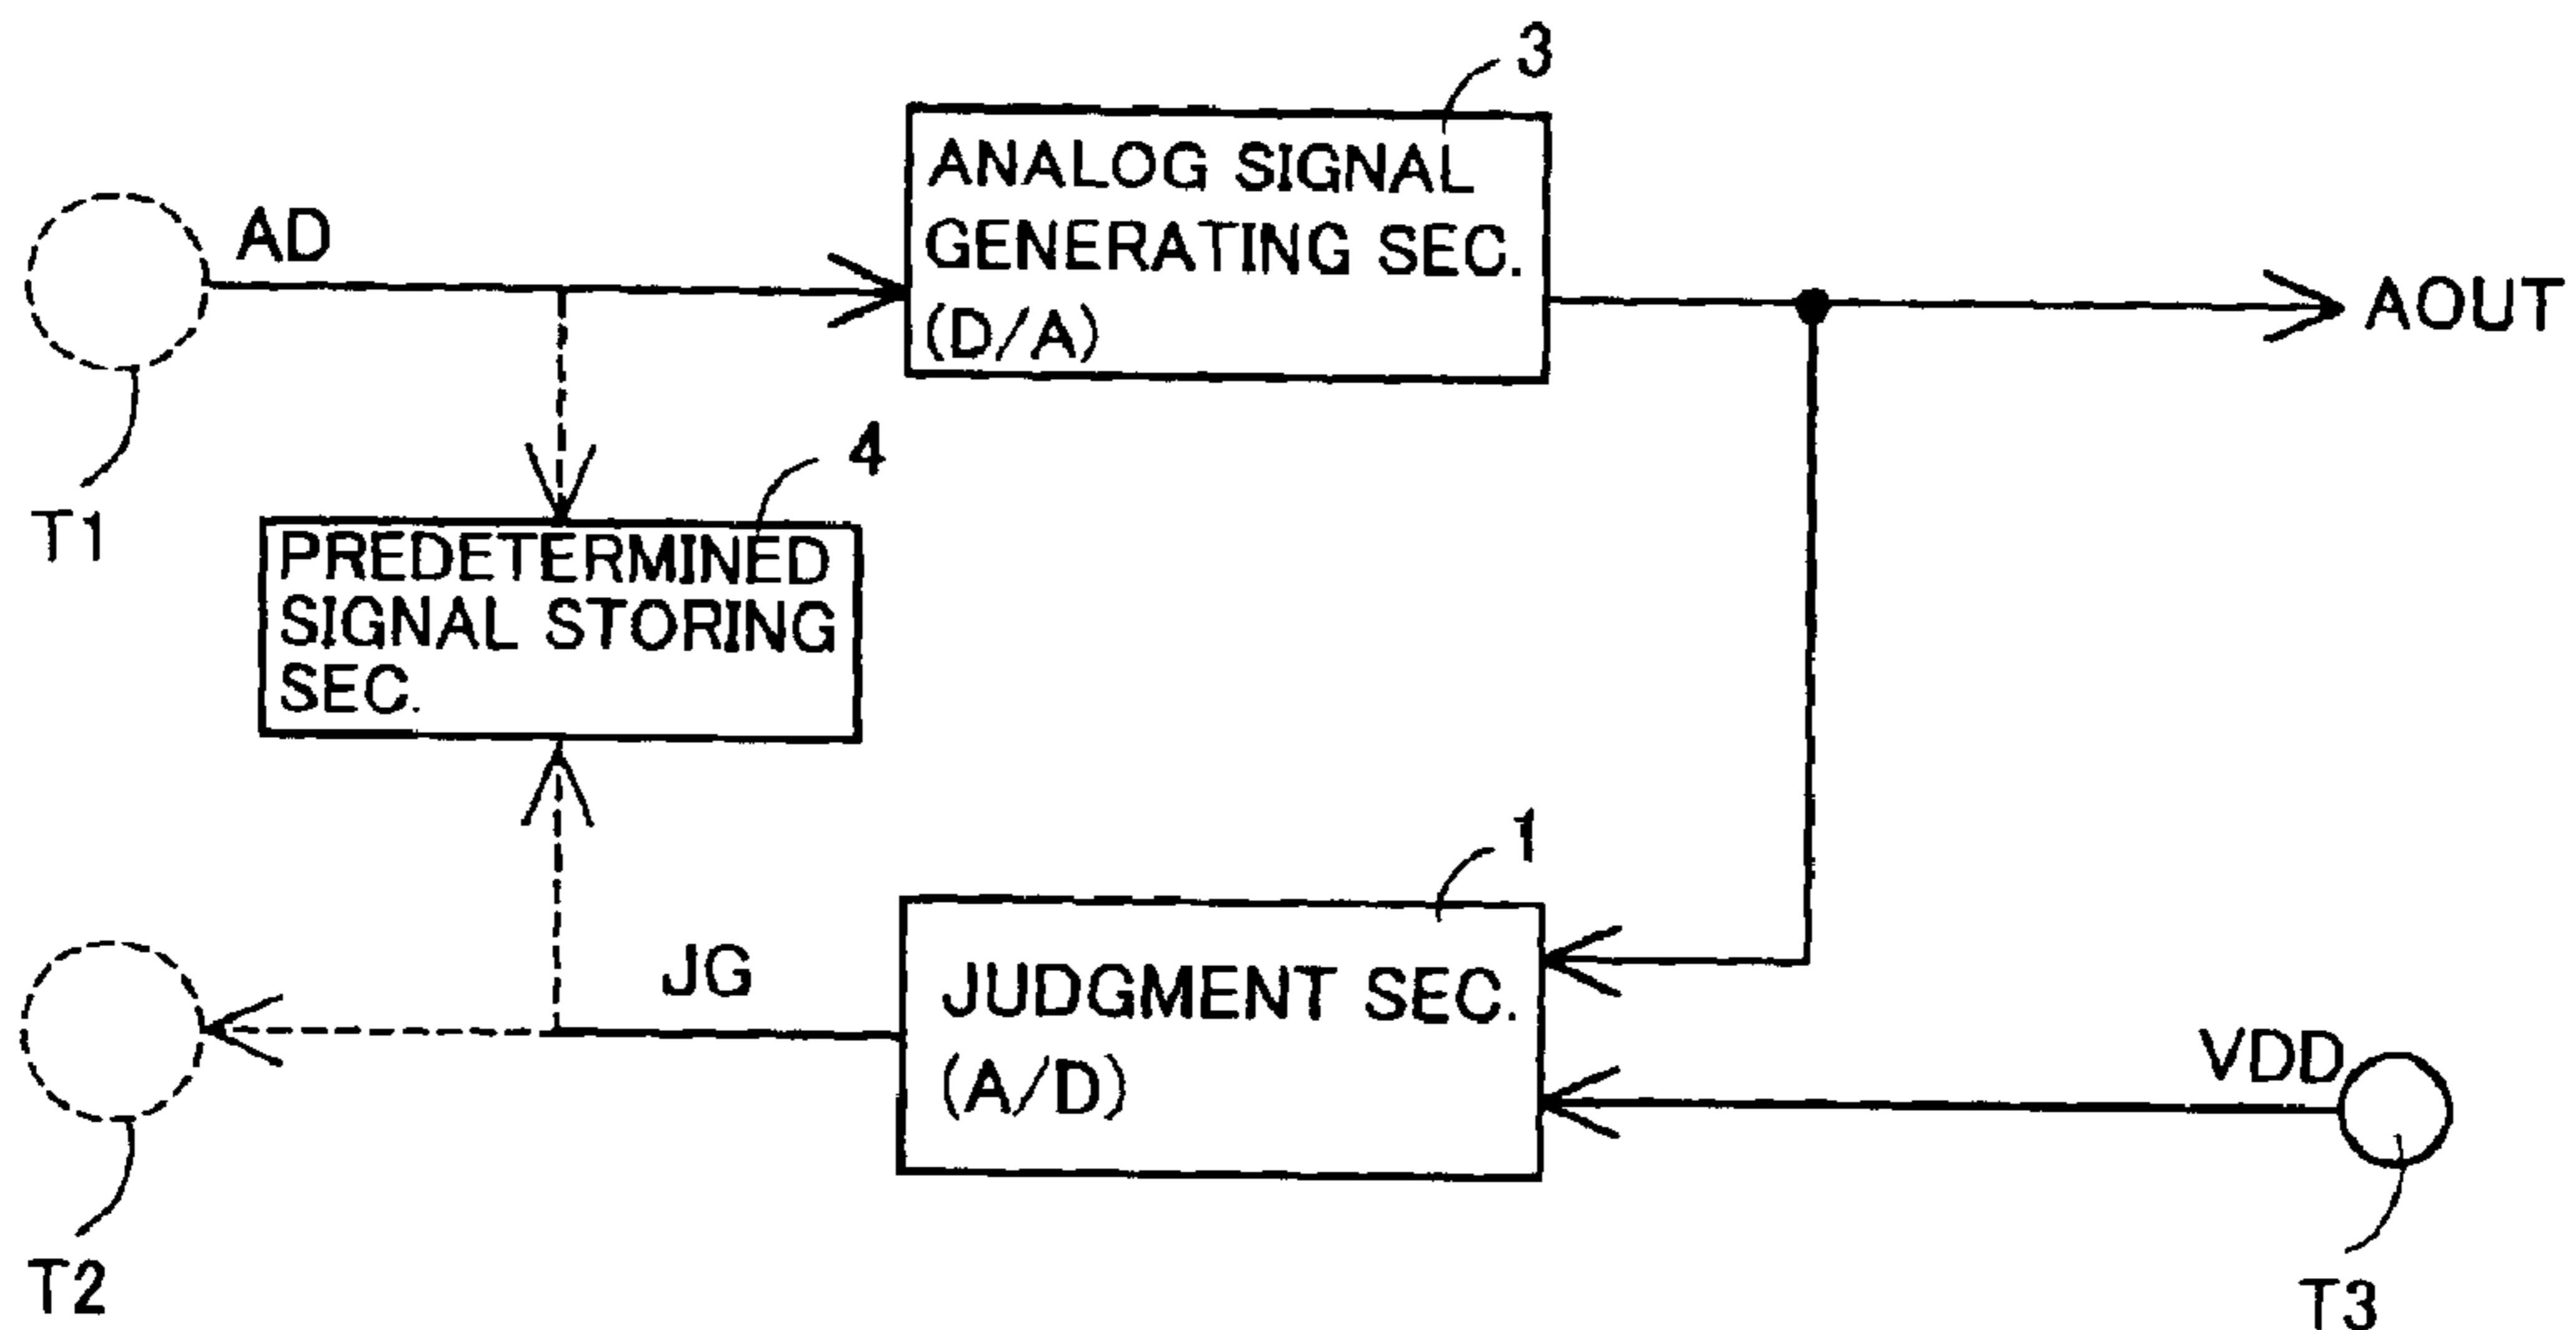 3
ANALOG SIGNAL
GENERATING SEC.
(D/A)
AD
AOUT
T1
4
PREDETERMINED
SIGNAL STORING
SEC.
1
JG
JUDGMENT SEC.
(A/D)
VDD
T2
T3